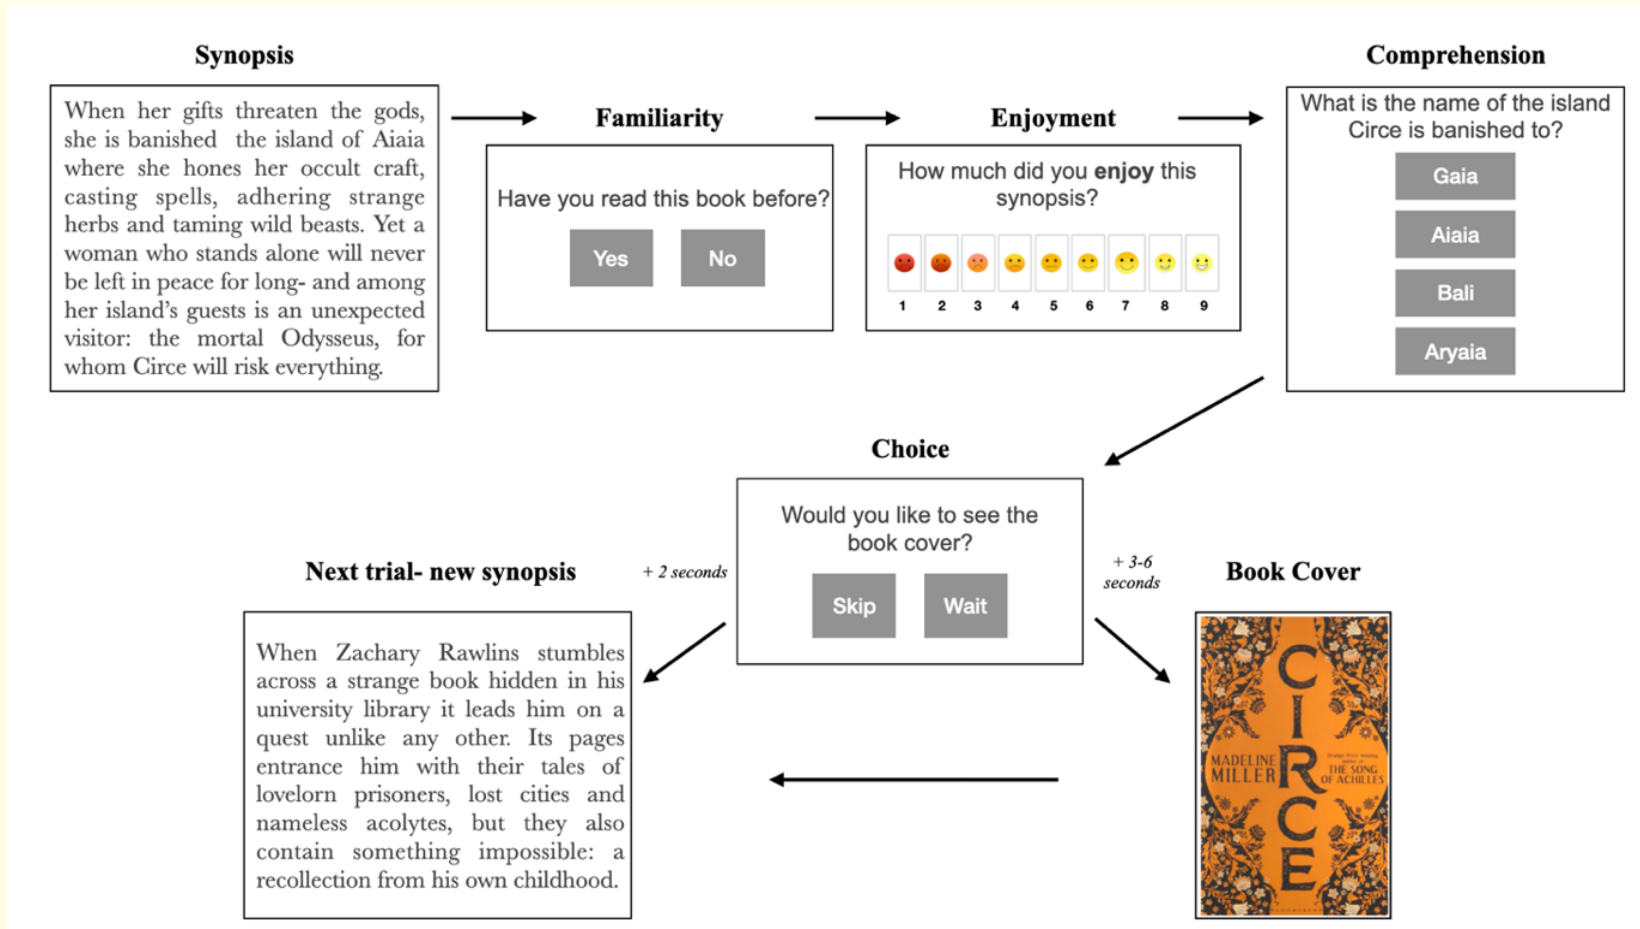 Synopsis
When her gifts threaten the gods,
she is banished the island of Aiaia
where she hones her occult craft,
casting spells, adhering strange
herbs and taming wild beasts. Yet a
woman who stands alone will never
be left in peace for long- and among
her island's guests is an unexpected
visitor: the mortal Odysseus, for
whom Circe will risk everything.
Familiarity
Have you read this book before?
Yes No
Enjoyment
How much did you enjoy this
synopsis?
1 2 3 4 5 6 7 8 9
Comprehension
What is the name of the island
Circe is banished to?
Gaia
Aiaia
Bali
Aryaia
Choice
Would you like to see the
book cover?
Skip Wait
+ 2 seconds
+ 3-6
seconds
Next trial- new synopsis
When Zachary Rawlins stumbles
across a strange book hidden in his
university library it leads him on a
quest unlike any other. Its pages
entrance him with their tales of
lovelorn prisoners, lost cities and
nameless acolytes, but they also
contain something impossible: a
recollection from his own childhood.
Book Cover
CIRCE
MADELINE
MILLER
THE SONG
OF ACHILLES